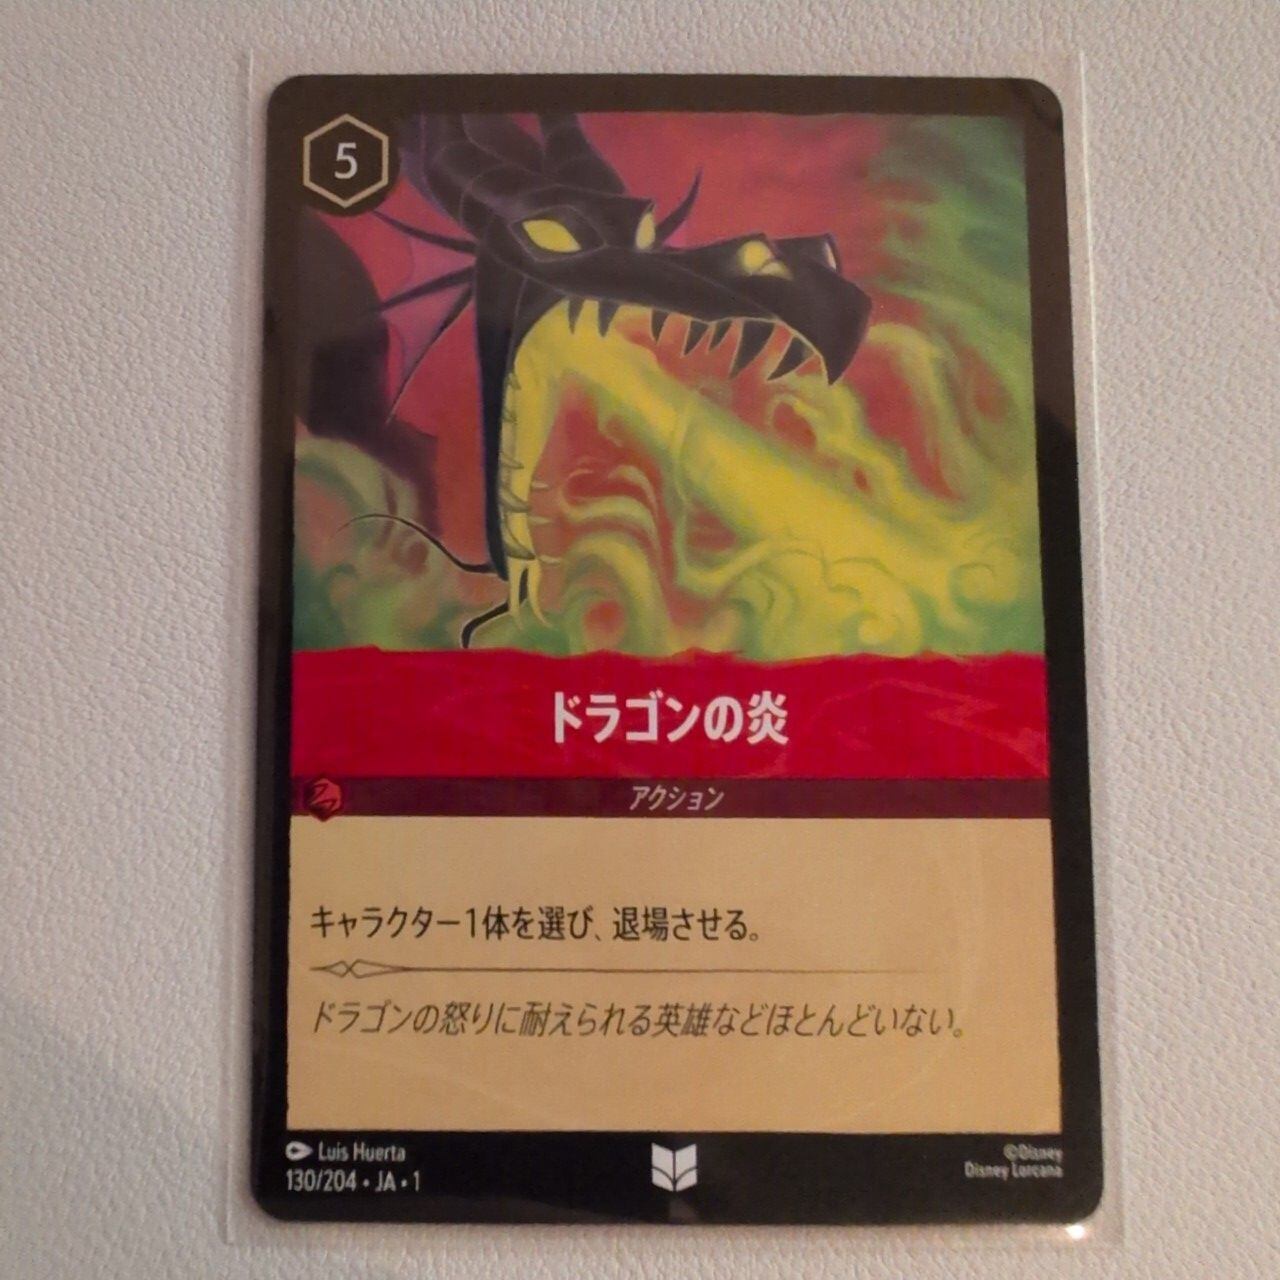 5
ドラゴンの炎
アクション
キャラクター1体を選び、退場させる。
ドラゴンの怒りに耐えられる英雄などほとんどいない。
Luis Huerta
130/204・JA・1
©Disney
Disney Lorcana